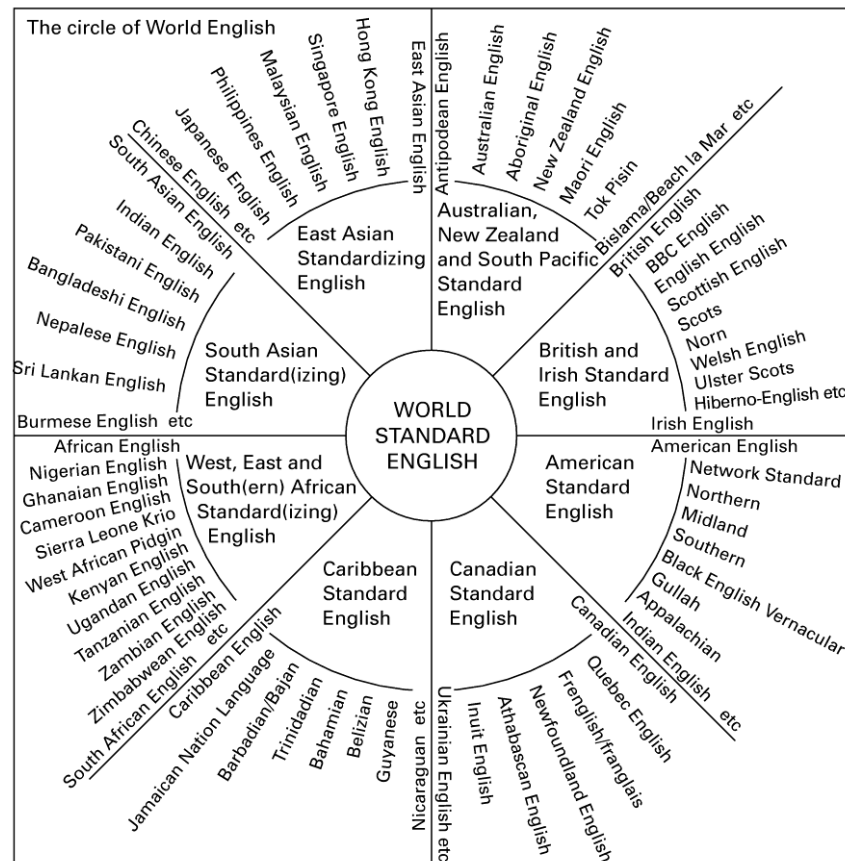 The circle of World English
WORLD
STANDARD
ENGLISH
East Asian
Standardizing
English
East Asian English
Hong Kong English
Singapore English
Malaysian English
Philippines English
Japanese English
Chinese English etc
Australian,
New Zealand
and South Pacific
Standard
English
Antipodean English
Australian English
Aboriginal English
New Zealand English
Maori English
Tok Pisin
Bislama/Beach la Mar etc
British and
Irish Standard
English
British English
BBC English
English English
Scottish English
Scots
Norn
Welsh English
Ulster Scots
Hiberno-English etc
Irish English
American
Standard
English
American English
Network Standard
Northern
Midland
Southern
Black English Vernacular
Gullah
Appalachian
Indian English etc
Canadian
Standard
English
Canadian English
Quebec English
Frenglish/franglais
Newfoundland English
Athabascan English
Inuit English
Ukrainian English etc
Caribbean
Standard
English
Caribbean English
Jamaican Nation Language
Barbadian/Bajan
Trinidadian
Bahamian
Belizian
Guyanese
Nicaraguan etc
West, East and
South(ern) African
Standard(izing)
English
African English
Nigerian English
Ghanaian English
Cameroon English
Sierra Leone Krio
West African Pidgin
Kenyan English
Ugandan English
Tanzanian English
Zambian English
Zimbabwean English
South African English etc
South Asian
Standard(izing)
English
South Asian English
Indian English
Pakistani English
Bangladeshi English
Nepalese English
Sri Lankan English
Burmese English etc